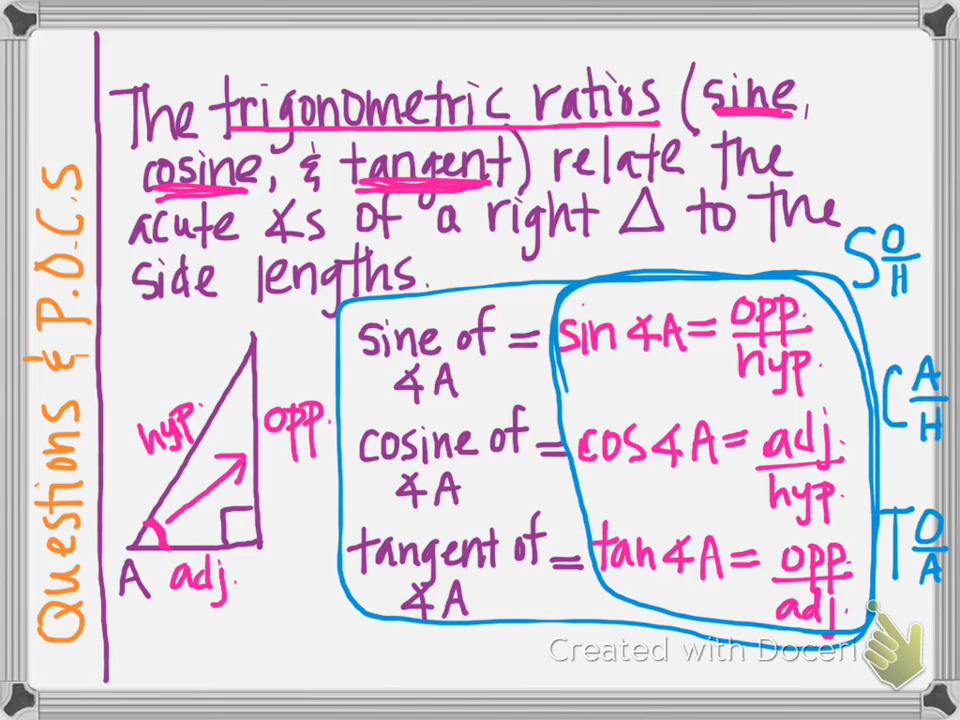 Questions & P.O.C.s
The trigonometric ratios (sine,
cosine, & tangent) relate the
acute ∡s of a right △ to the
side lengths.
hyp.
opp.
A
adj.
sine of ∡A = sin ∡A = opp./hyp.
cosine of ∡A = cos ∡A = adj./hyp.
tangent of ∡A = tan ∡A = opp./adj.
S O/H
C A/H
T O/A
Created with Doceri